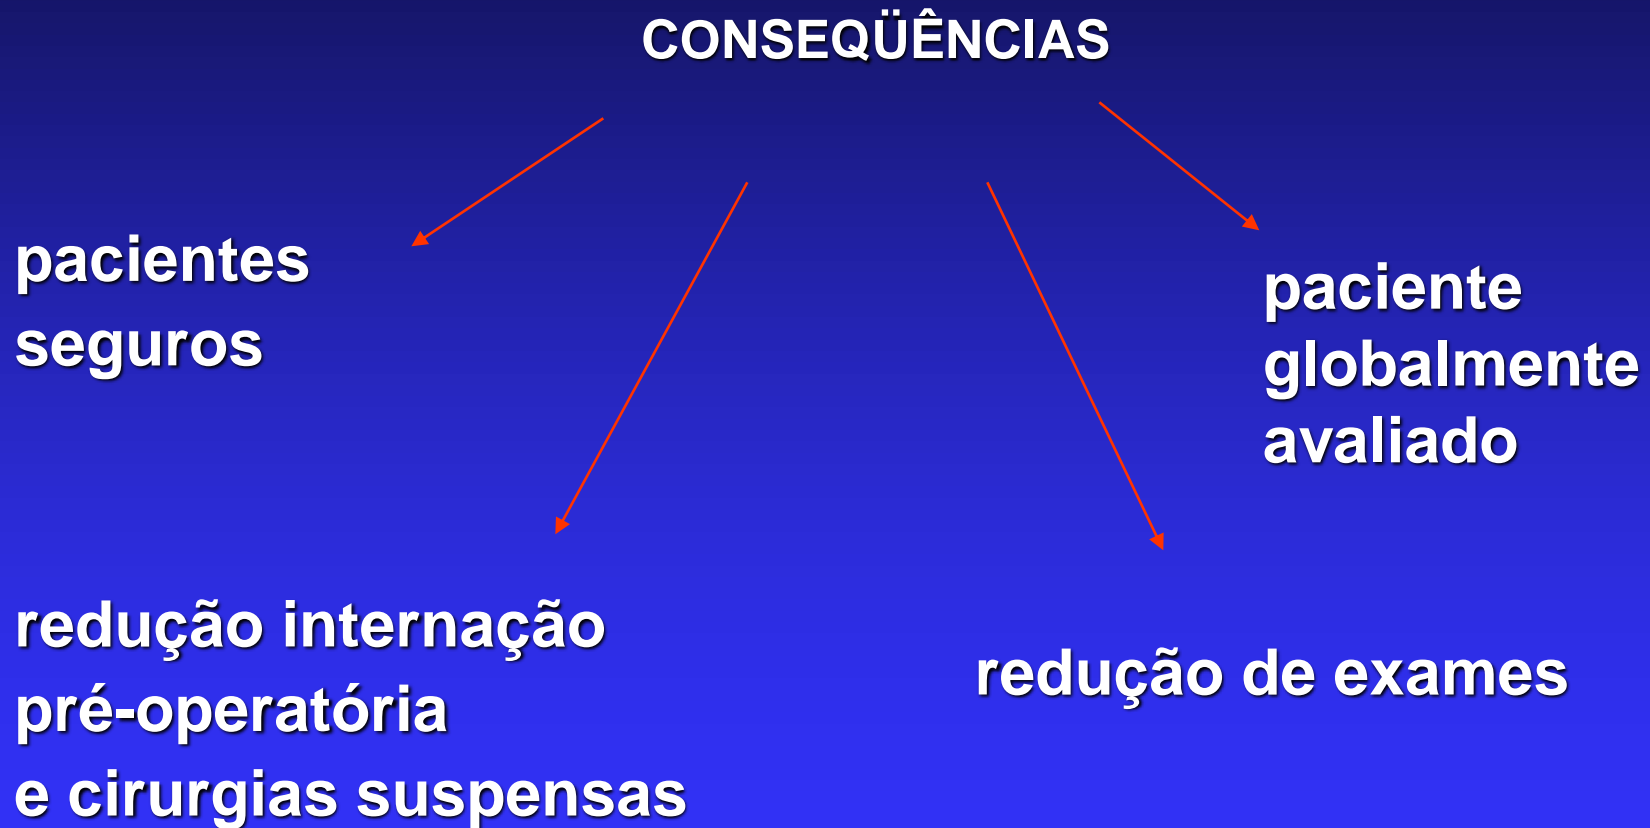 CONSEQÜÊNCIAS
pacientes
seguros
paciente
globalmente
avaliado
redução internação
pré-operatória
e cirurgias suspensas
redução de exames